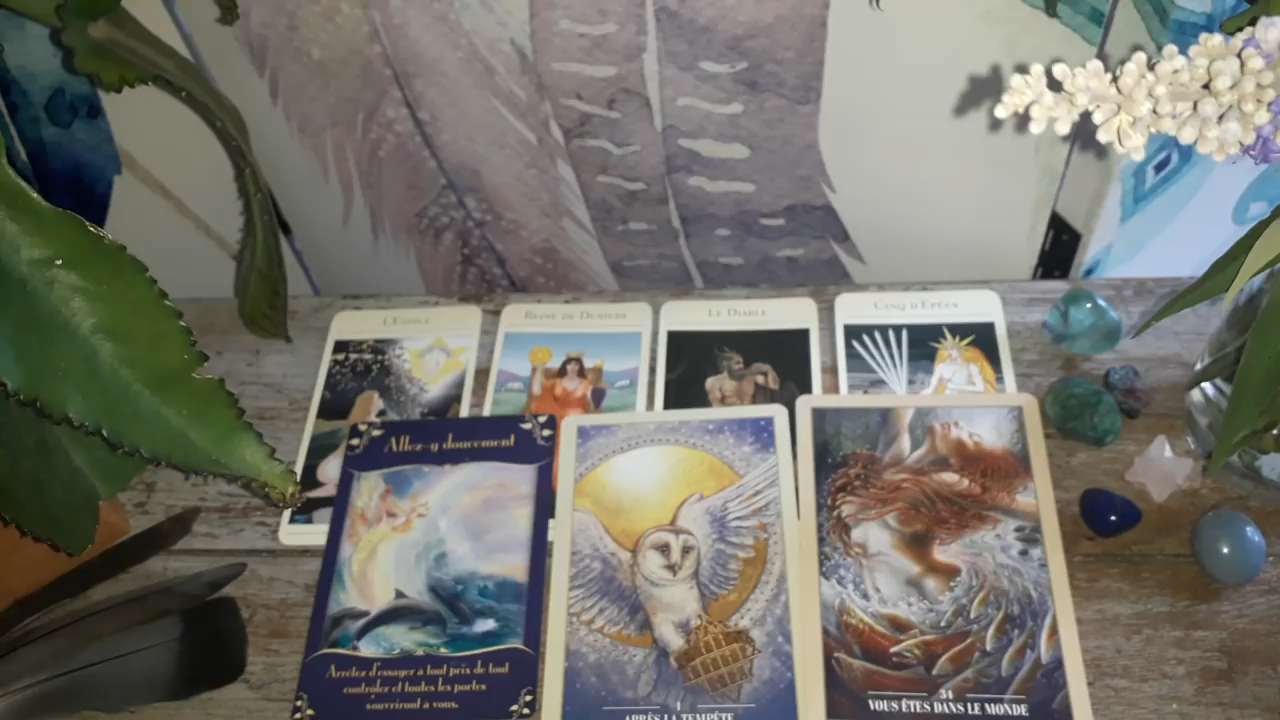 L'Étoile
Reine de Deniers
Le Diable
Cinq d'Épées
Allez-y doucement
Arrêtez d'essayer à tout prix de tout
contrôler et toutes les portes
s'ouvriront à vous.
1
APRÈS LA TEMPÊTE
34
VOUS ÊTES DANS LE MONDE